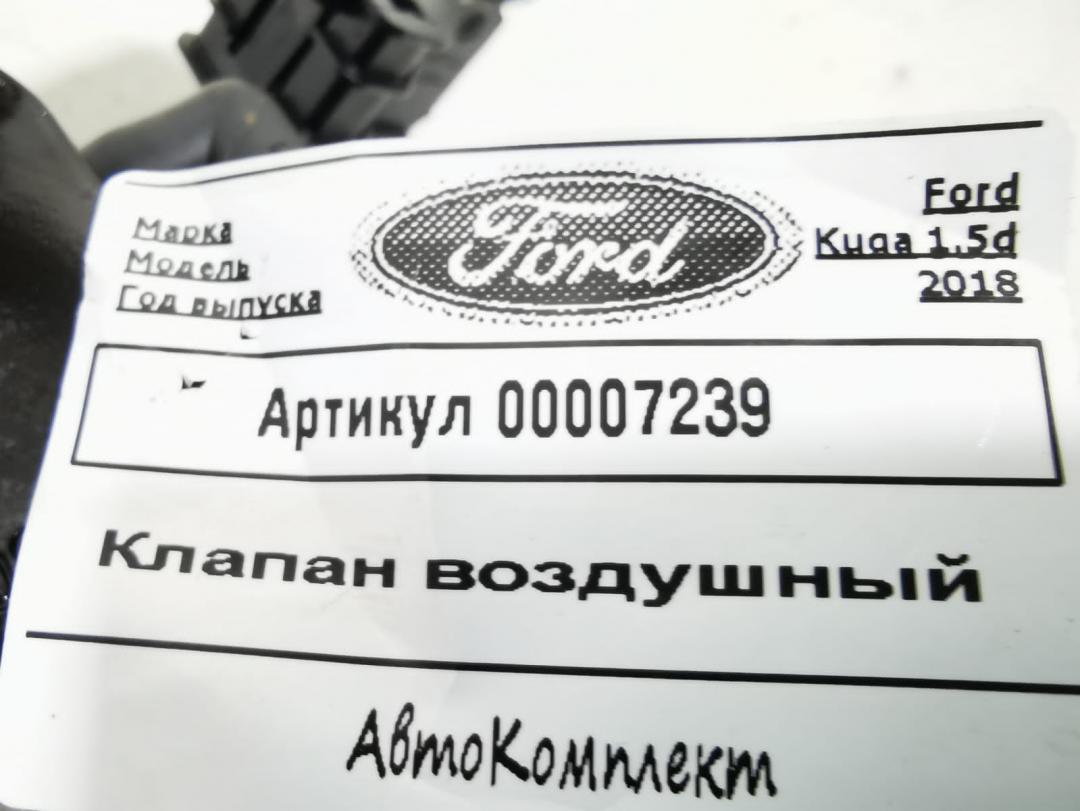 Марка
Модель
Год выпуска
Ford
Ford
Kuga 1.5d
2018
Артикул 00007239
Клапан воздушный
АвтоКомплект